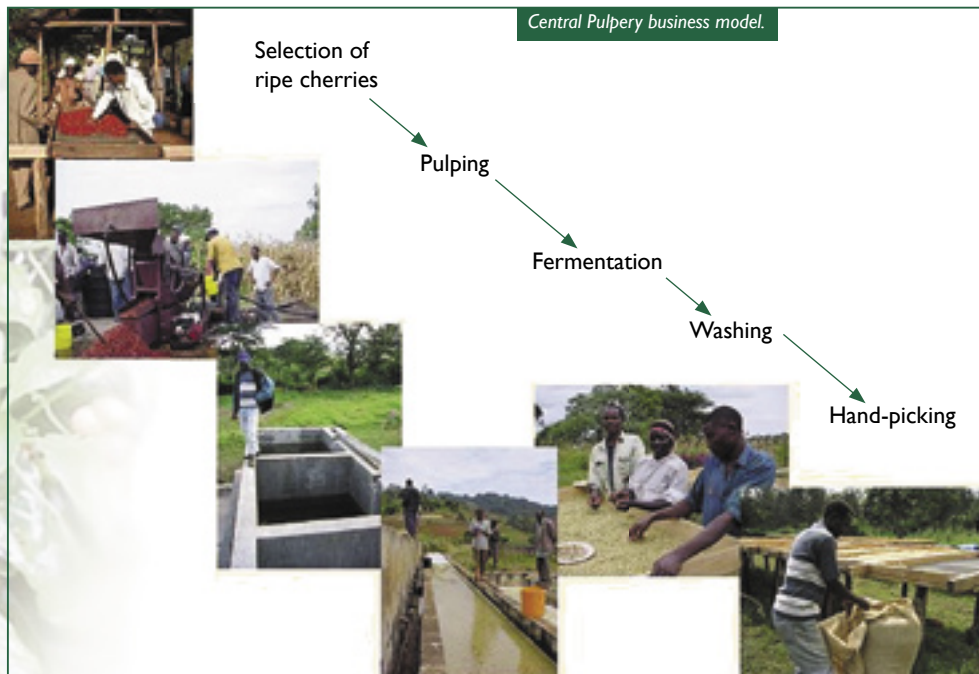 Central Pulpery business model.
Selection of
ripe cherries
Pulping
Fermentation
Washing
Hand-picking